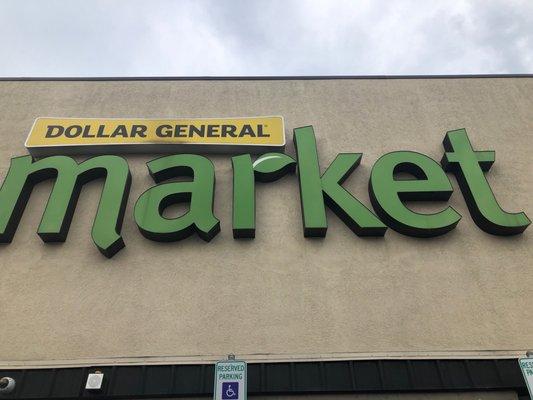 DOLLAR GENERAL
market
RESERVED
PARKING